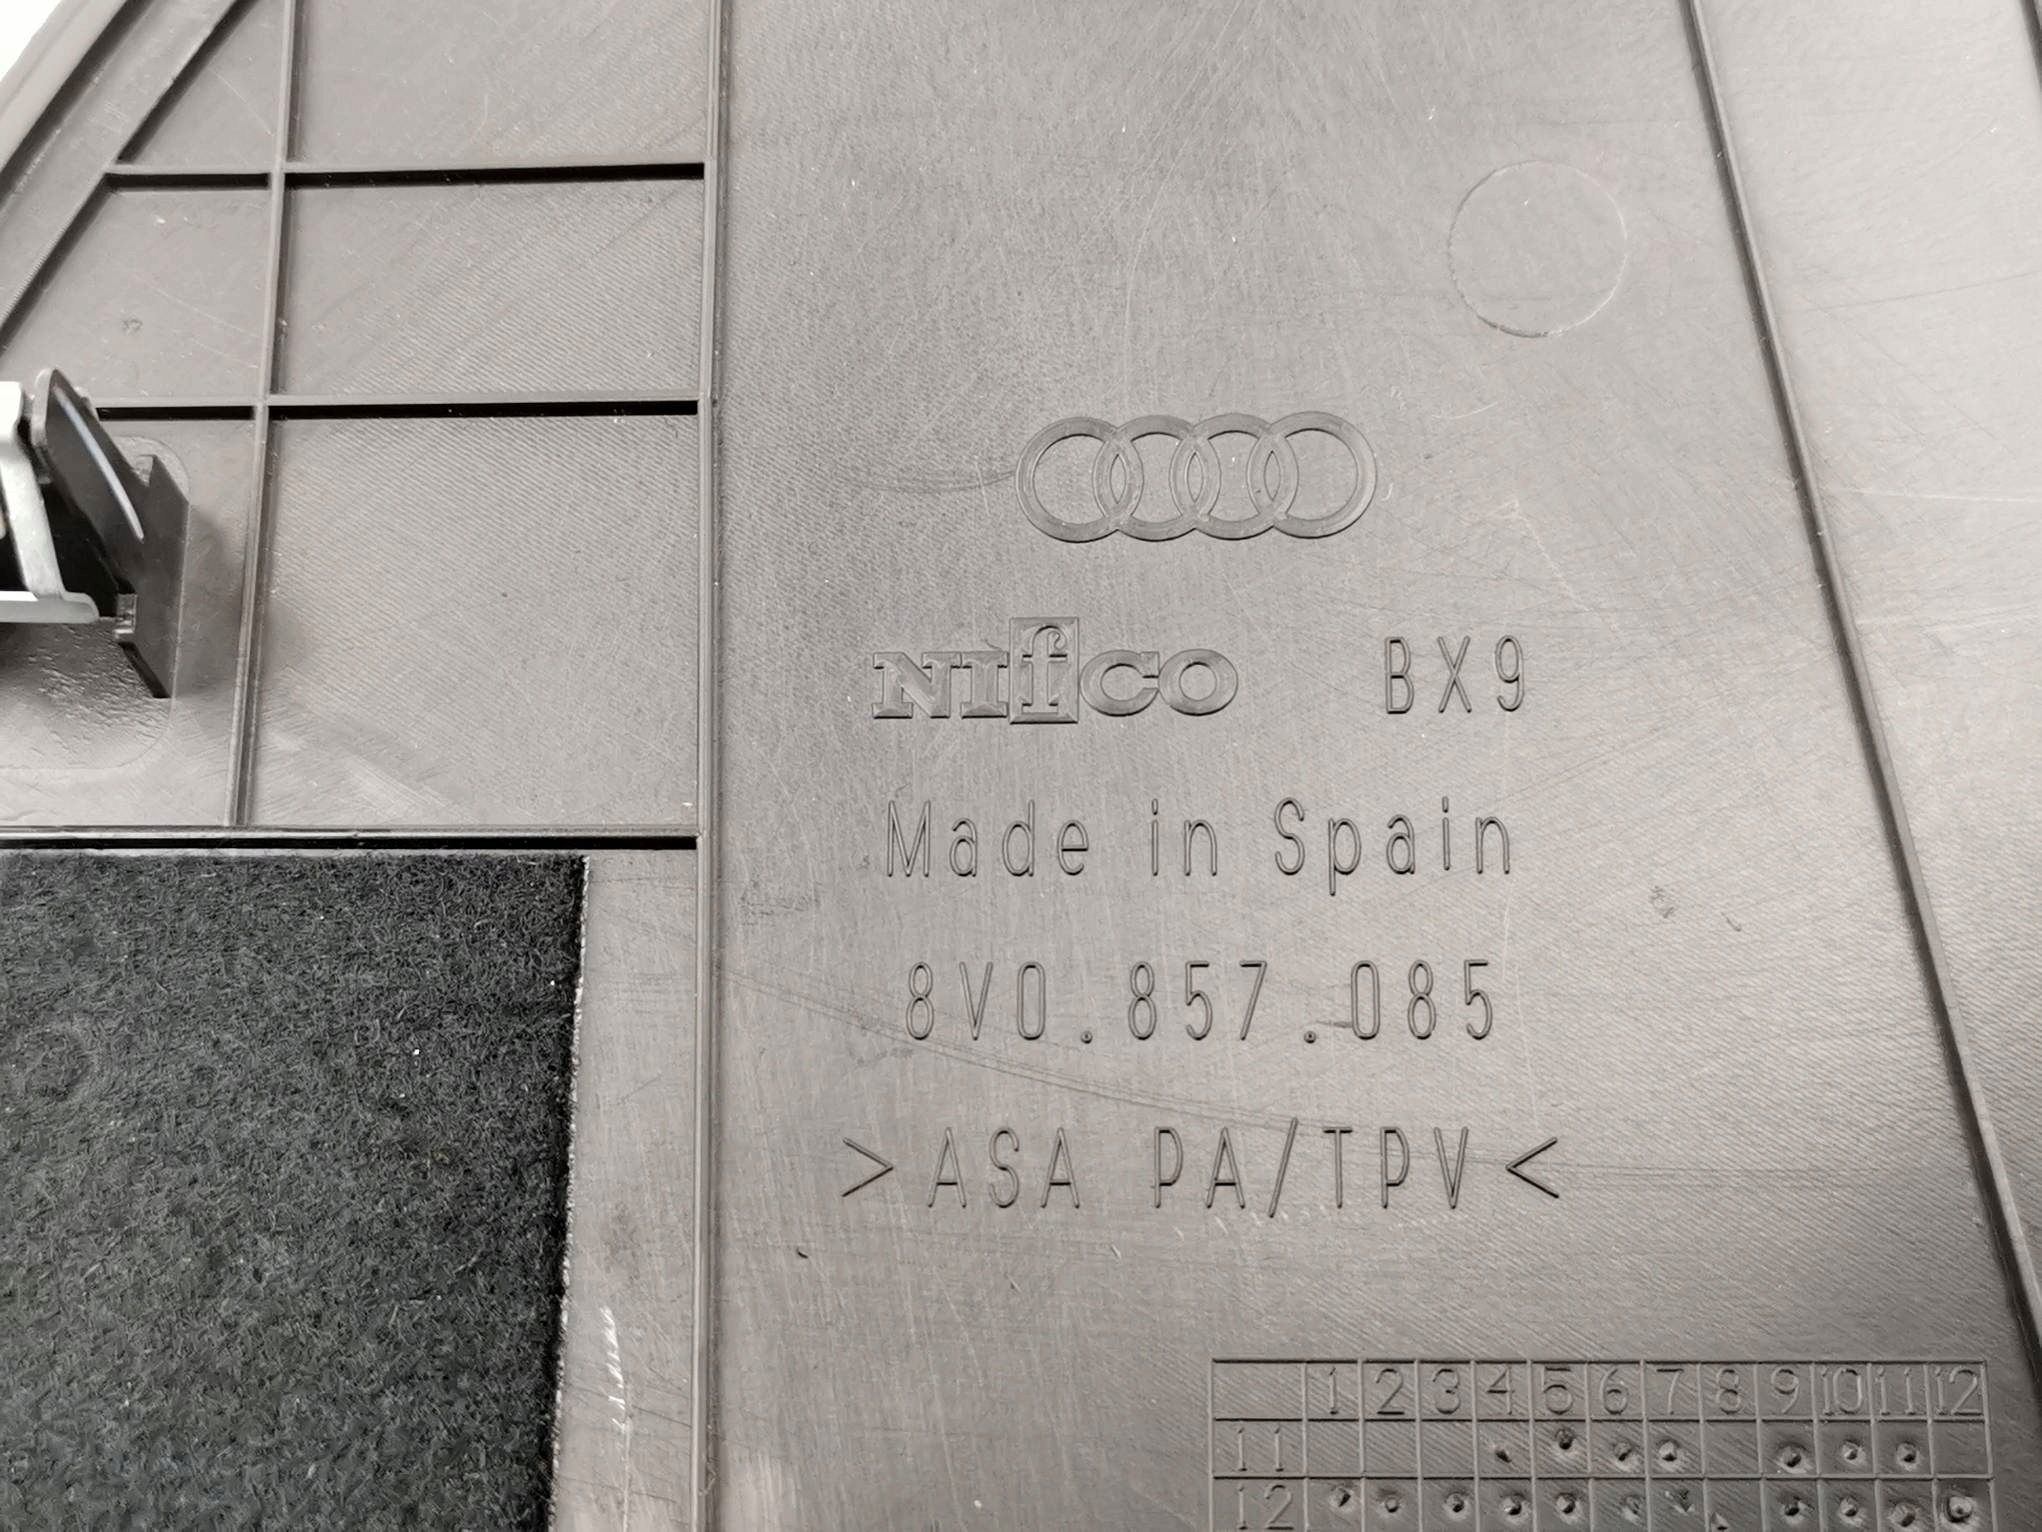 NIfCO BX9
Made in Spain
8V0.857.085
>ASA PA/TPV<
1 2 3 4 5 6 7 8 9 10 11 12
11
12